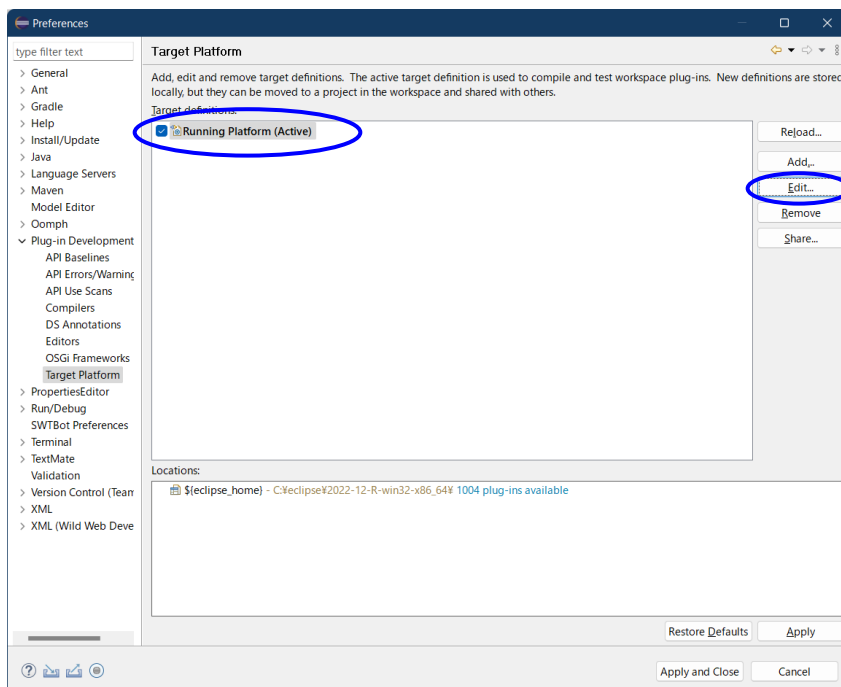 Preferences
type filter text
General
Ant
Gradle
Help
Install/Update
Java
Language Servers
Maven
Model Editor
Oomph
Plug-in Development
API Baselines
API Errors/Warning
API Use Scans
Compilers
DS Annotations
Editors
OSGi Frameworks
Target Platform
PropertiesEditor
Run/Debug
SWTBot Preferences
Terminal
TextMate
Validation
Version Control (Team
XML
XML (Wild Web Deve
Target Platform
Add, edit and remove target definitions. The active target definition is used to compile and test workspace plug-ins. New definitions are stored
locally, but they can be moved to a project in the workspace and shared with others.
Target definitions:
Running Platform (Active)
Reload...
Add...
Edit...
Remove
Share...
Locations:
${eclipse_home} - C:¥eclipse¥2022-12-R-win32-x86_64¥ 1004 plug-ins available
Restore Defaults
Apply
Apply and Close
Cancel